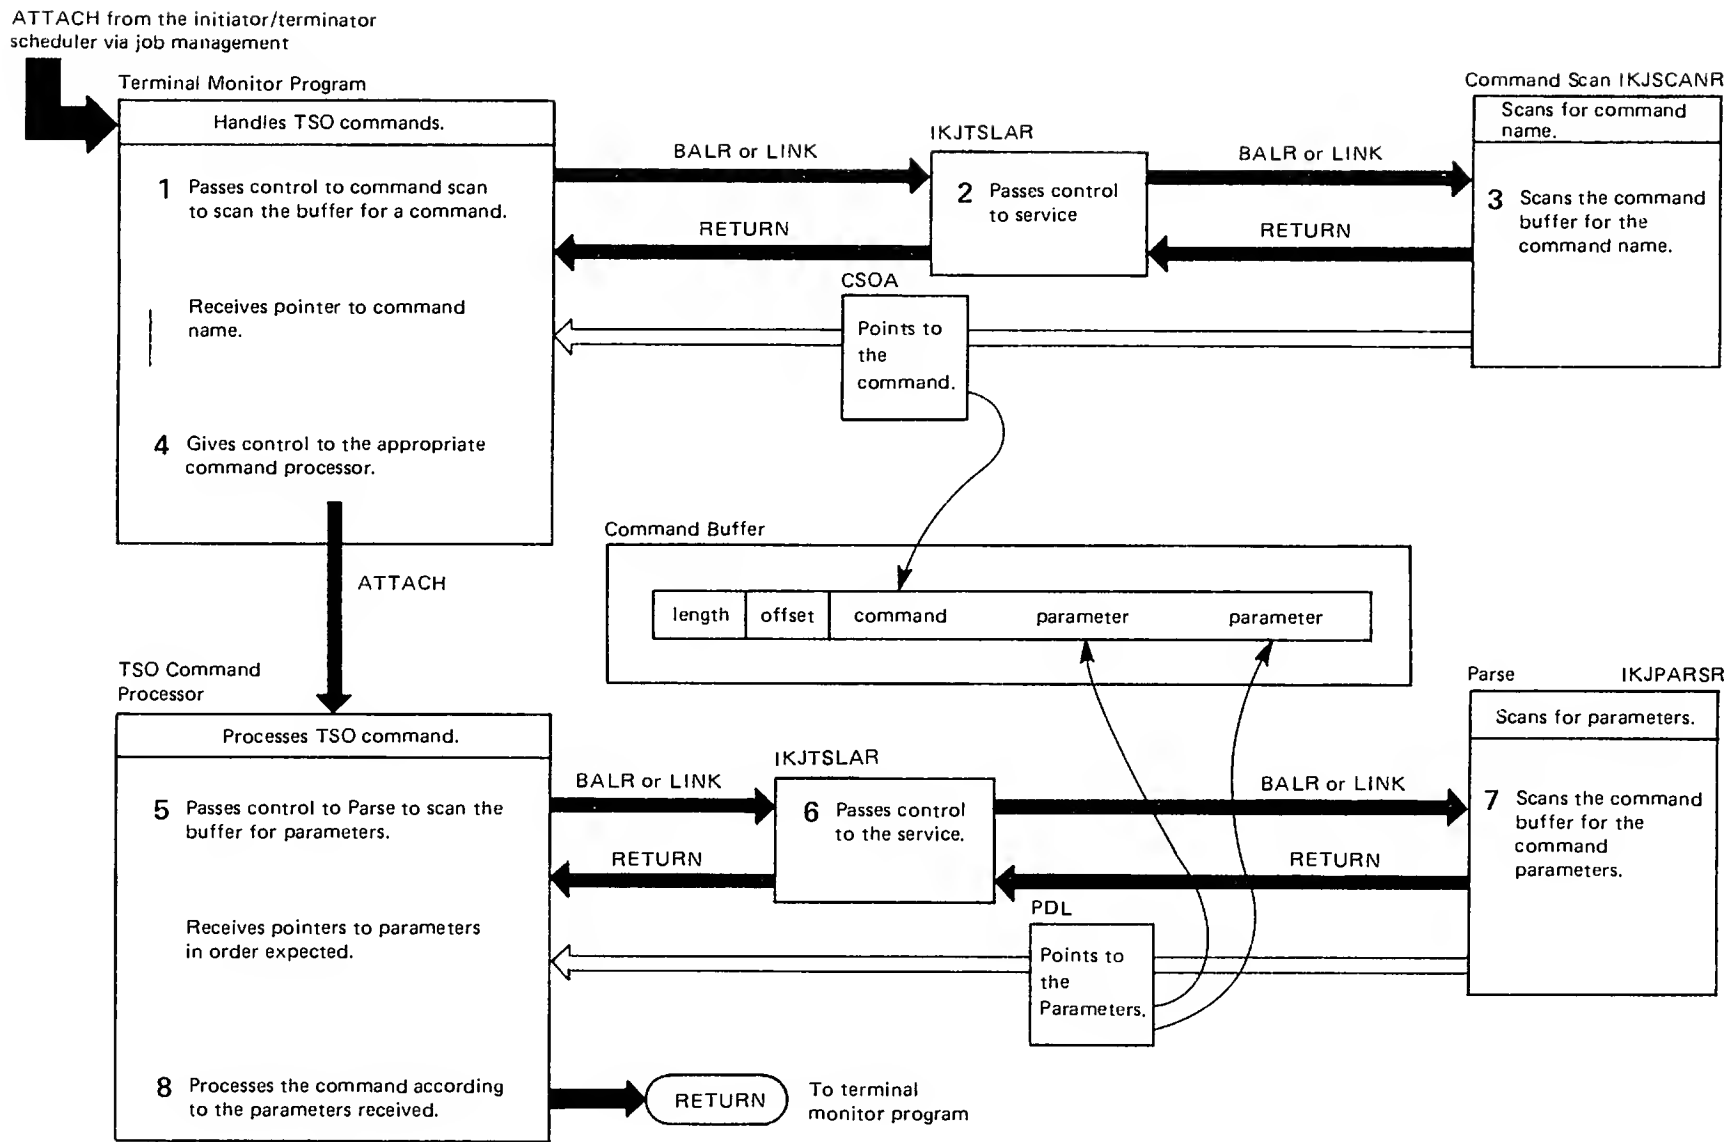 ATTACH from the initiator/terminator
scheduler via job management
Terminal Monitor Program
Handles TSO commands.
1 Passes control to command scan
to scan the buffer for a command.
Receives pointer to command
name.
4 Gives control to the appropriate
command processor.
BALR or LINK
RETURN
IKJTSLAR
2 Passes control
to service
BALR or LINK
RETURN
Command Scan IKJSCANR
Scans for command
name.
3 Scans the command
buffer for the
command name.
CSOA
Points to
the
command.
ATTACH
Command Buffer
length offset command parameter parameter
TSO Command
Processor
Processes TSO command.
5 Passes control to Parse to scan the
buffer for parameters.
Receives pointers to parameters
in order expected.
8 Processes the command according
to the parameters received.
BALR or LINK
RETURN
IKJTSLAR
6 Passes control
to the service.
BALR or LINK
RETURN
Parse IKJPARSR
Scans for parameters.
7 Scans the command
buffer for the
command
parameters.
PDL
Points to
the
Parameters.
RETURN
To terminal
monitor program